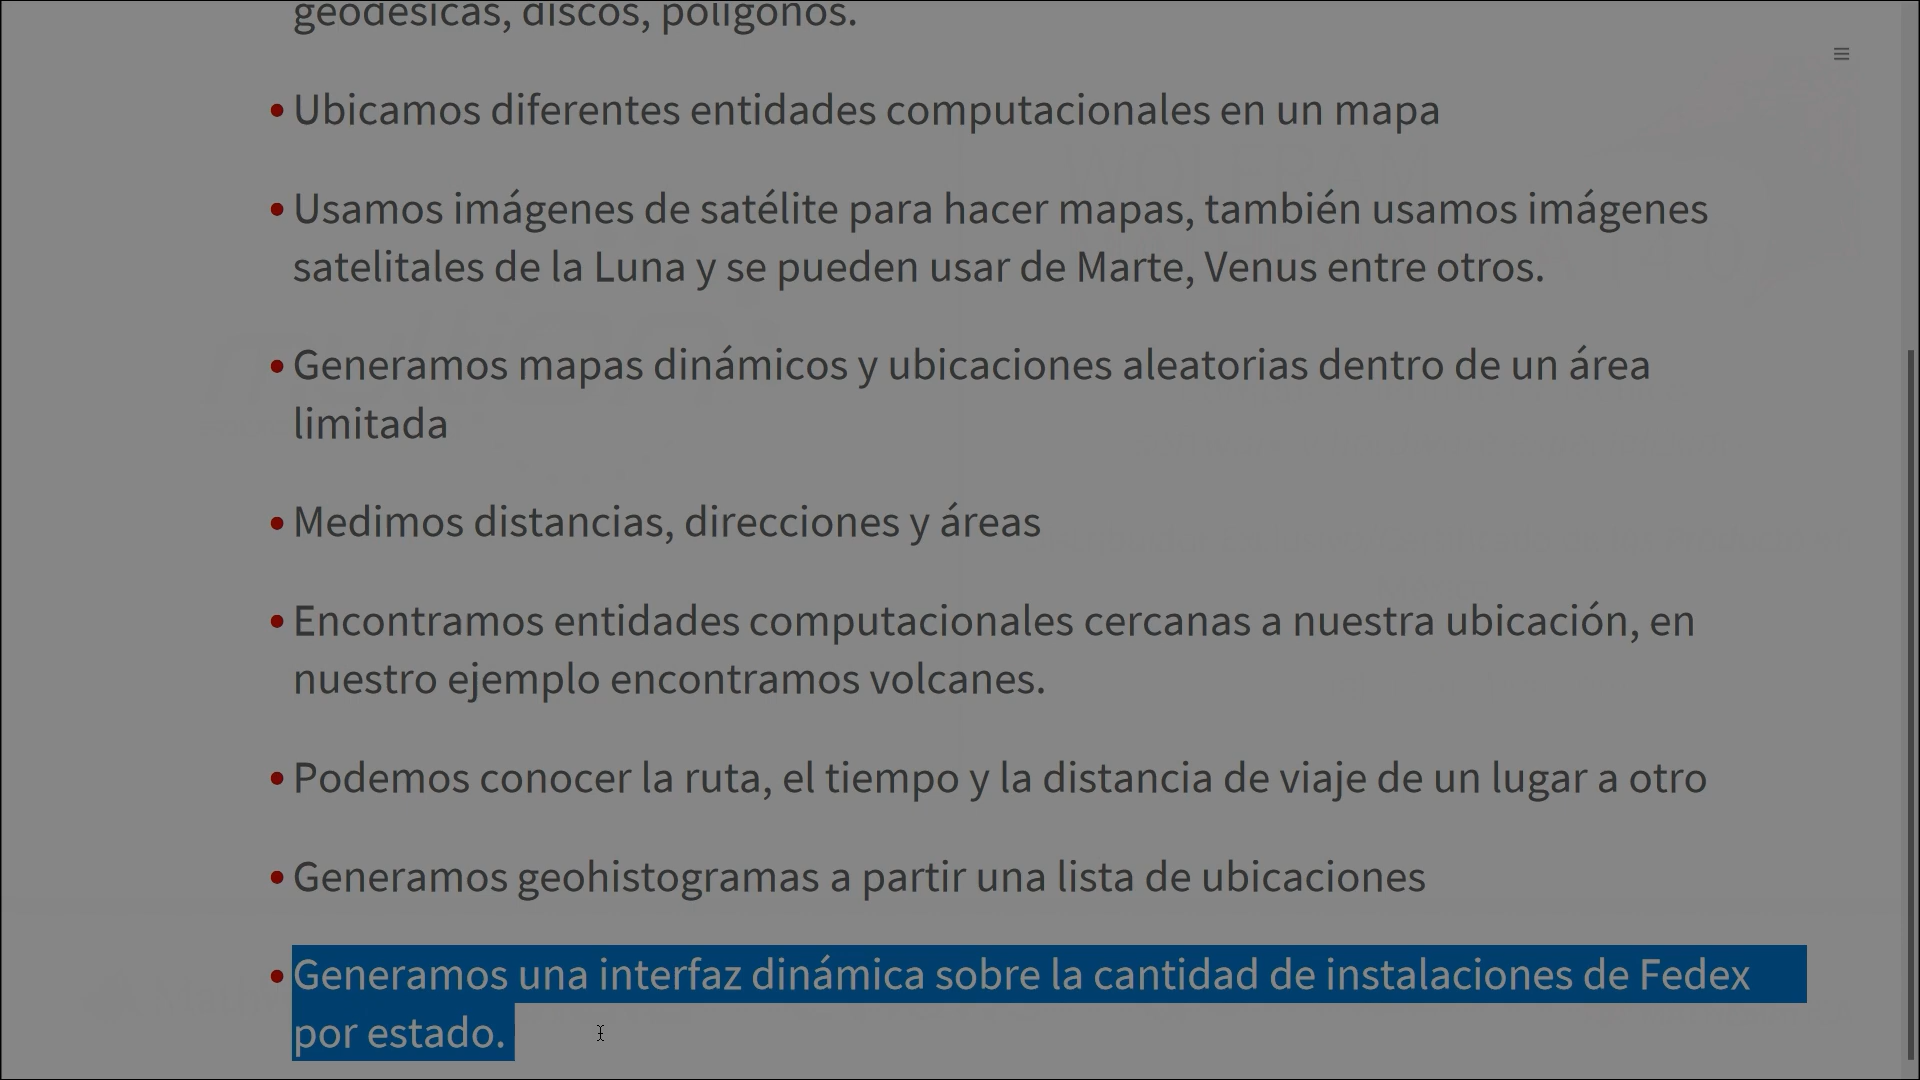 geodésicas, discos, polígonos.
• Ubicamos diferentes entidades computacionales en un mapa
• Usamos imágenes de satélite para hacer mapas, también usamos imágenes
satelitales de la Luna y se pueden usar de Marte, Venus entre otros.
• Generamos mapas dinámicos y ubicaciones aleatorias dentro de un área
limitada
• Medimos distancias, direcciones y áreas
• Encontramos entidades computacionales cercanas a nuestra ubicación, en
nuestro ejemplo encontramos volcanes.
• Podemos conocer la ruta, el tiempo y la distancia de viaje de un lugar a otro
• Generamos geohistogramas a partir una lista de ubicaciones
• Generamos una interfaz dinámica sobre la cantidad de instalaciones de Fedex
por estado.